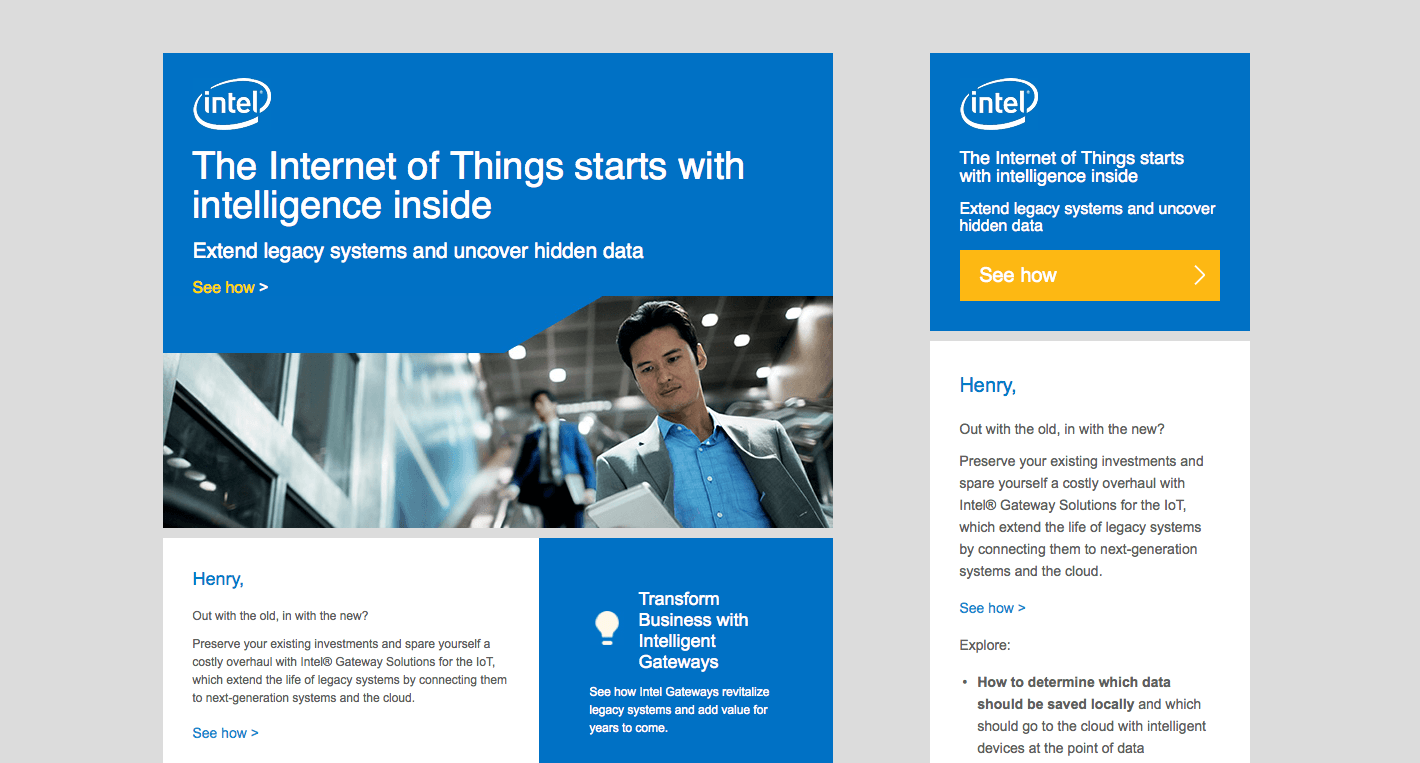 intel
The Internet of Things starts with
intelligence inside
Extend legacy systems and uncover hidden data
See how >
Henry,
Out with the old, in with the new?
Preserve your existing investments and spare yourself a
costly overhaul with Intel® Gateway Solutions for the IoT,
which extend the life of legacy systems by connecting them
to next-generation systems and the cloud.
See how >
Transform
Business with
Intelligent
Gateways
See how Intel Gateways revitalize
legacy systems and add value for
years to come.
intel
The Internet of Things starts
with intelligence inside
Extend legacy systems and uncover
hidden data
See how
Henry,
Out with the old, in with the new?
Preserve your existing investments and
spare yourself a costly overhaul with
Intel® Gateway Solutions for the IoT,
which extend the life of legacy systems
by connecting them to next-generation
systems and the cloud.
See how >
Explore:
• How to determine which data
should be saved locally and which
should go to the cloud with intelligent
devices at the point of data